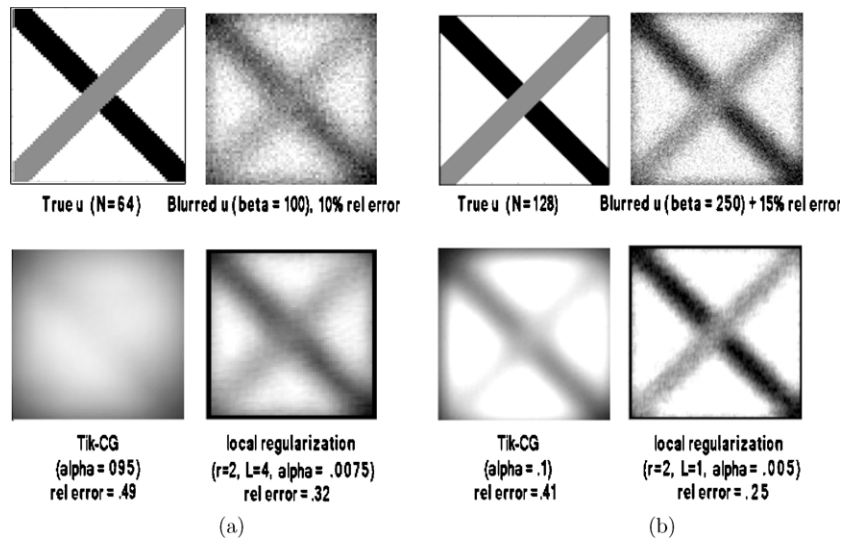 True u (N=64)
Blurred u (beta = 100), 10% rel error
True u (N=128)
Blurred u (beta = 250) + 15% rel error
Tik-CG
(alpha = 095)
rel error = .49
local regularization
(r=2, L=4, alpha = .0075)
rel error = .32
Tik-CG
(alpha = .1)
rel error = .41
local regularization
(r=2, L=1, alpha = .005)
rel error = .25
(a)
(b)